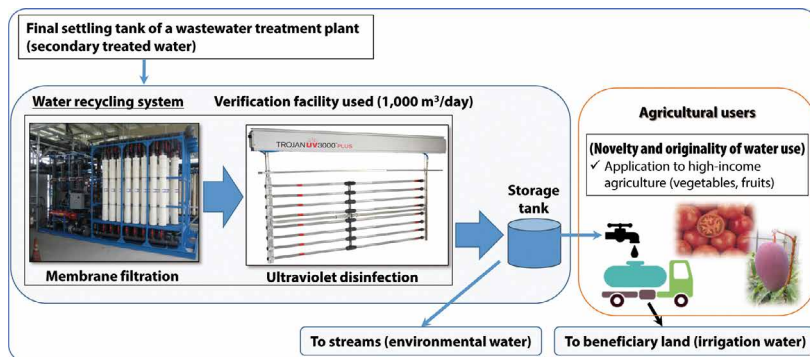 Final settling tank of a wastewater treatment plant
(secondary treated water)
Water recycling system
Verification facility used (1,000 m³/day)
TROJAN UV3000 PLUS
Membrane filtration
Ultraviolet disinfection
Storage
tank
Agricultural users
(Novelty and originality of water use)
✓ Application to high-income
agriculture (vegetables, fruits)
To streams (environmental water)
To beneficiary land (irrigation water)